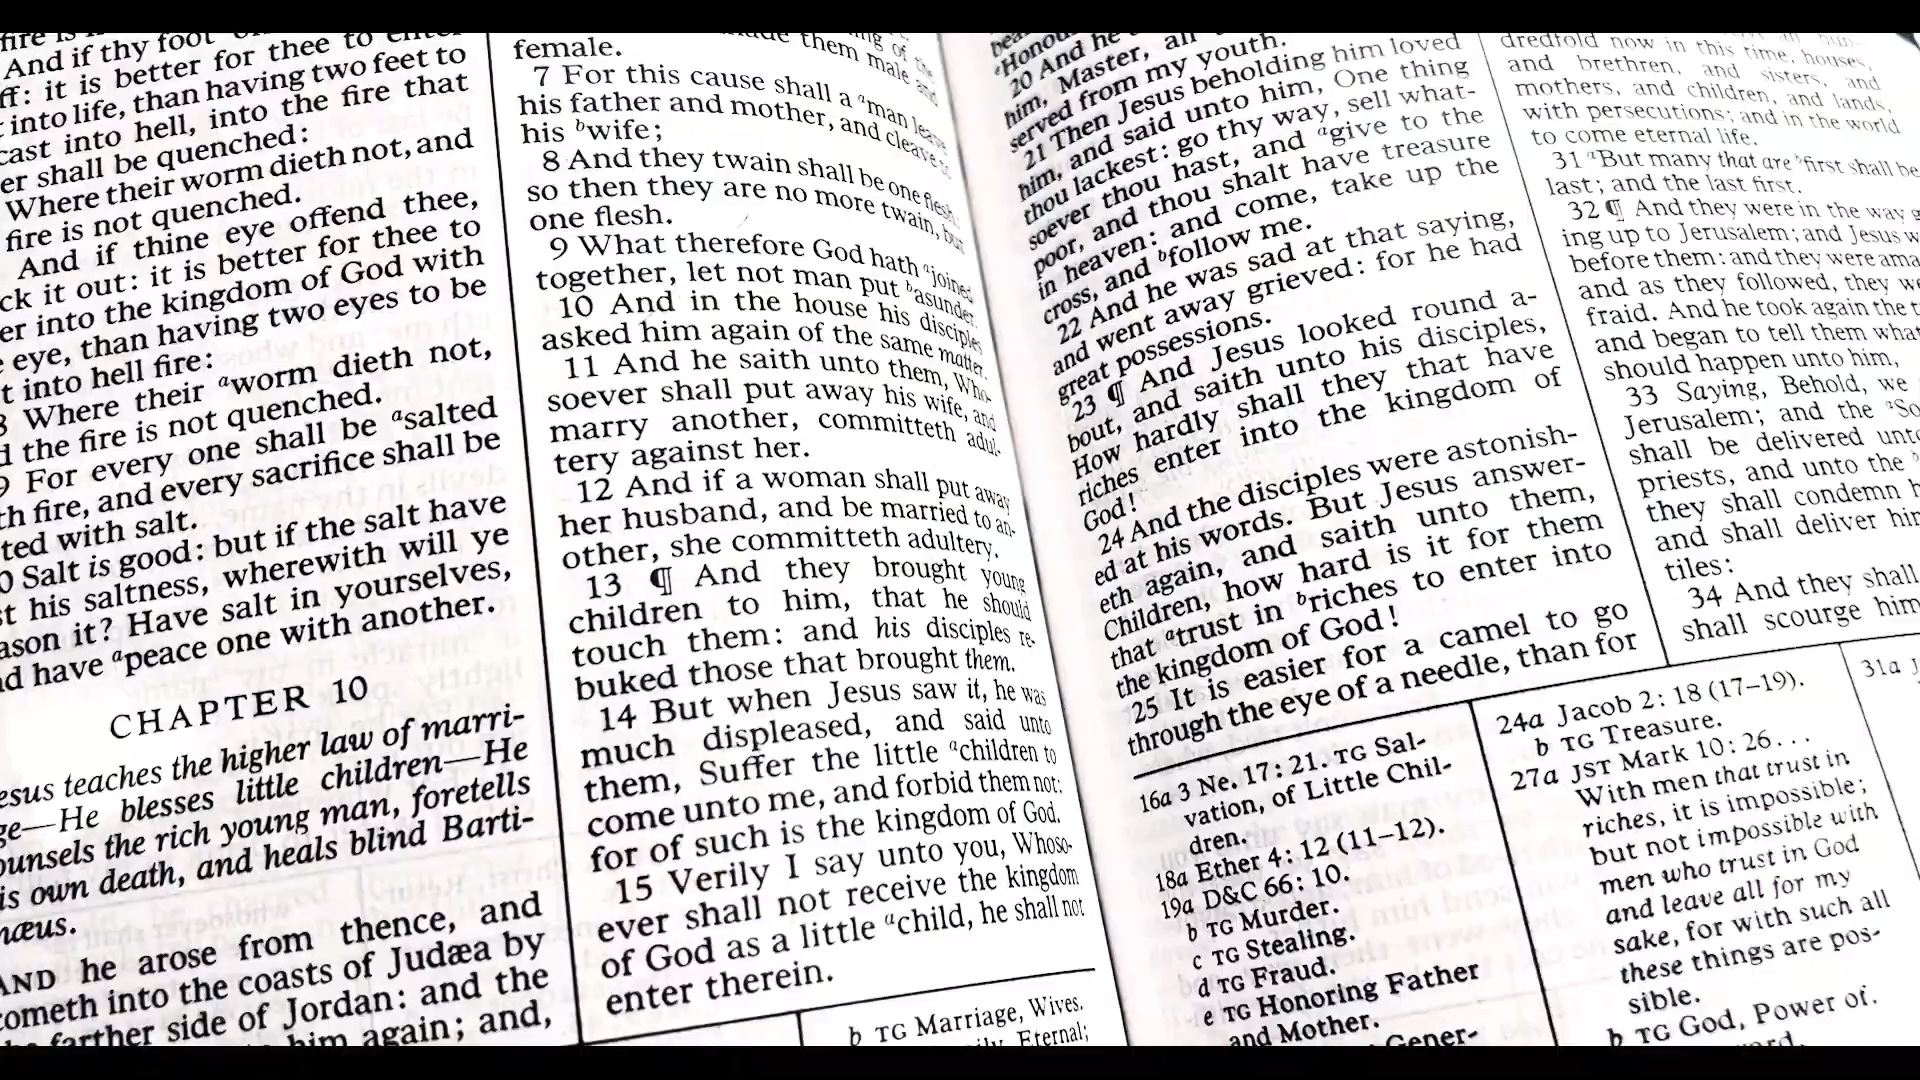 And if thy foot
ff: it is better for thee to enter
into life, than having two feet to
cast into hell, into the fire that
er shall be quenched:
Where their worm dieth not, and
fire is not quenched.
And if thine eye offend thee,
ck it out: it is better for thee to
er into the kingdom of God with
eye, than having two eyes to be
t into hell fire:
8 Where their aworm dieth not,
d the fire is not quenched.
9 For every one shall be asalted
th fire, and every sacrifice shall be
ted with salt.
0 Salt is good: but if the salt have
st his saltness, wherewith will ye
ason it? Have salt in yourselves,
nd have apeace one with another.
CHAPTER 10
esus teaches the higher law of marri-
ge—He blesses little children—He
ounsels the rich young man, foretells
is own death, and heals blind Barti-
mæus.
AND he arose from thence, and
cometh into the coasts of Judæa by
farther side of Jordan: and the
him again; and,
made them male and
female.
7 For this cause shall a aman leave
his father and mother, and cleave to
his bwife;
8 And they twain shall be one flesh:
so then they are no more twain, but
one flesh.
9 What therefore God hath ajoined
together, let not man put basunder.
10 And in the house his disciples
asked him again of the same matter.
11 And he saith unto them, Who-
soever shall put away his wife, and
marry another, committeth adul-
tery against her.
12 And if a woman shall put away
her husband, and be married to an-
other, she committeth adultery.
13 ¶ And they brought young
children to him, that he should
touch them: and his disciples re-
buked those that brought them.
14 But when Jesus saw it, he was
much displeased, and said unto
them, Suffer the little achildren to
come unto me, and forbid them not:
for of such is the kingdom of God.
15 Verily I say unto you, Whoso-
ever shall not receive the kingdom
of God as a little achild, he shall not
enter therein.
b TG Marriage, Wives.
Eternal;
20 And he
him, Master, all
served from my youth.
21 Then Jesus beholding him loved
him, and said unto him, One thing
thou lackest: go thy way, sell what-
soever thou hast, and agive to the
poor, and thou shalt have treasure
in heaven: and come, take up the
cross, and bfollow me.
22 And he was sad at that saying,
and went away grieved: for he had
great possessions.
23 ¶ And Jesus looked round a-
bout, and saith unto his disciples,
How hardly shall they that have
riches enter into the kingdom of
God!
24 And the disciples were astonish-
ed at his words. But Jesus answer-
eth again, and saith unto them,
Children, how hard is it for them
that atrust in briches to enter into
the kingdom of God!
25 It is easier for a camel to go
through the eye of a needle, than for
16a 3 Ne. 17: 21. TG Sal-
vation, of Little Chil-
dren.
18a Ether 4: 12 (11–12).
19a D&C 66: 10.
b TG Murder.
c TG Stealing.
d TG Fraud.
e TG Honoring Father
and Mother.
Gener-
dredfold now in this time, houses,
and brethren, and sisters, and
mothers, and children, and lands,
with persecutions; and in the world
to come eternal life.
31 aBut many that are bfirst shall be
last; and the last first.
32 ¶ And they were in the way g
ing up to Jerusalem; and Jesus w
before them: and they were ama
and as they followed, they we
fraid. And he took again the t
and began to tell them what
should happen unto him,
33 Saying, Behold, we
Jerusalem; and the aSo
shall be delivered unto
priests, and unto the
they shall condemn h
and shall deliver him
tiles:
34 And they shall
shall scourge him
24a Jacob 2: 18 (17–19).
b TG Treasure.
27a JST Mark 10: 26...
With men that trust in
riches, it is impossible;
but not impossible with
men who trust in God
and leave all for my
sake, for with such all
these things are pos-
sible.
b TG God, Power of.
31a